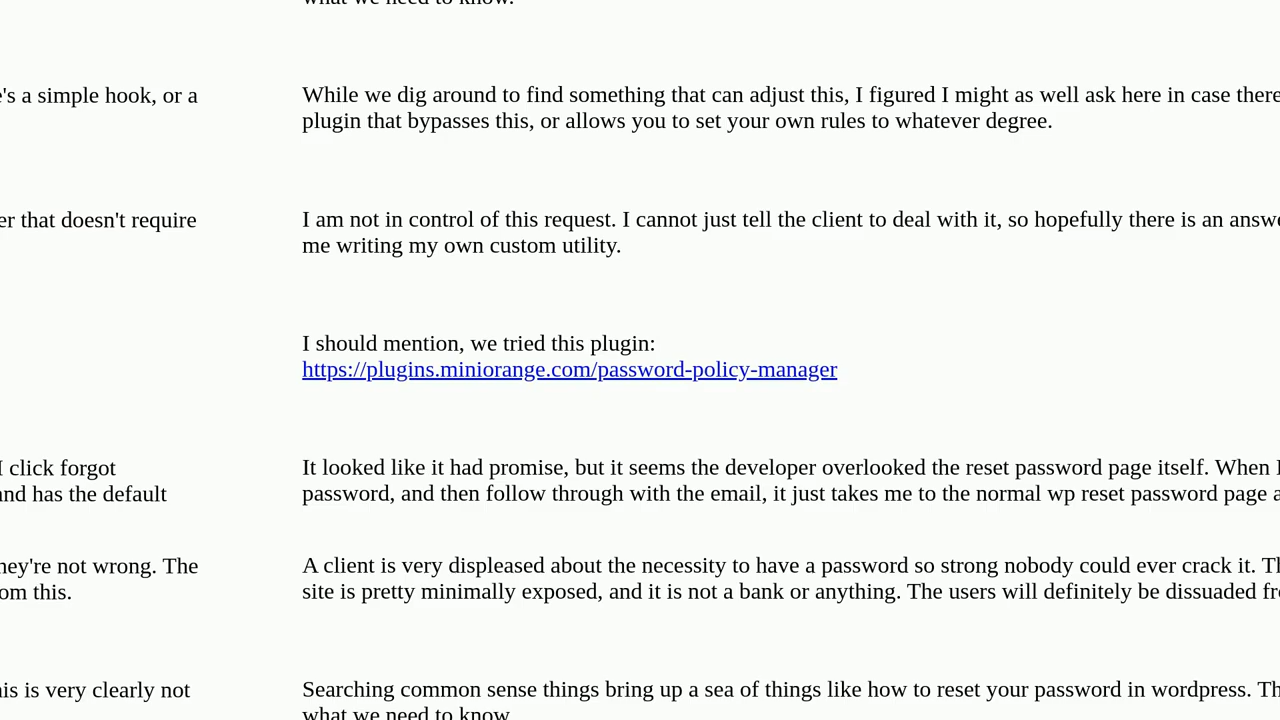 e's a simple hook, or a
er that doesn't require
I click forgot
and has the default
hey're not wrong. The
om this.
his is very clearly not
what we need to know.
While we dig around to find something that can adjust this, I figured I might as well ask here in case there
plugin that bypasses this, or allows you to set your own rules to whatever degree.
I am not in control of this request. I cannot just tell the client to deal with it, so hopefully there is an answe
me writing my own custom utility.
I should mention, we tried this plugin:
https://plugins.miniorange.com/password-policy-manager
It looked like it had promise, but it seems the developer overlooked the reset password page itself. When I
password, and then follow through with the email, it just takes me to the normal wp reset password page a
A client is very displeased about the necessity to have a password so strong nobody could ever crack it. Th
site is pretty minimally exposed, and it is not a bank or anything. The users will definitely be dissuaded fr
Searching common sense things bring up a sea of things like how to reset your password in wordpress. Th
what we need to know.